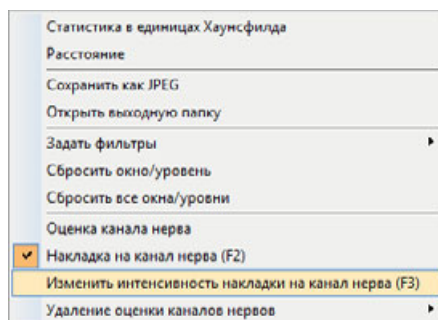 Статистика в единицах Хаунсфилда
Расстояние
Сохранить как JPEG
Открыть выходную папку
Задать фильтры
Сбросить окно/уровень
Сбросить все окна/уровни
Оценка канала нерва
Накладка на канал нерва (F2)
Изменить интенсивность накладки на канал нерва (F3)
Удаление оценки каналов нервов